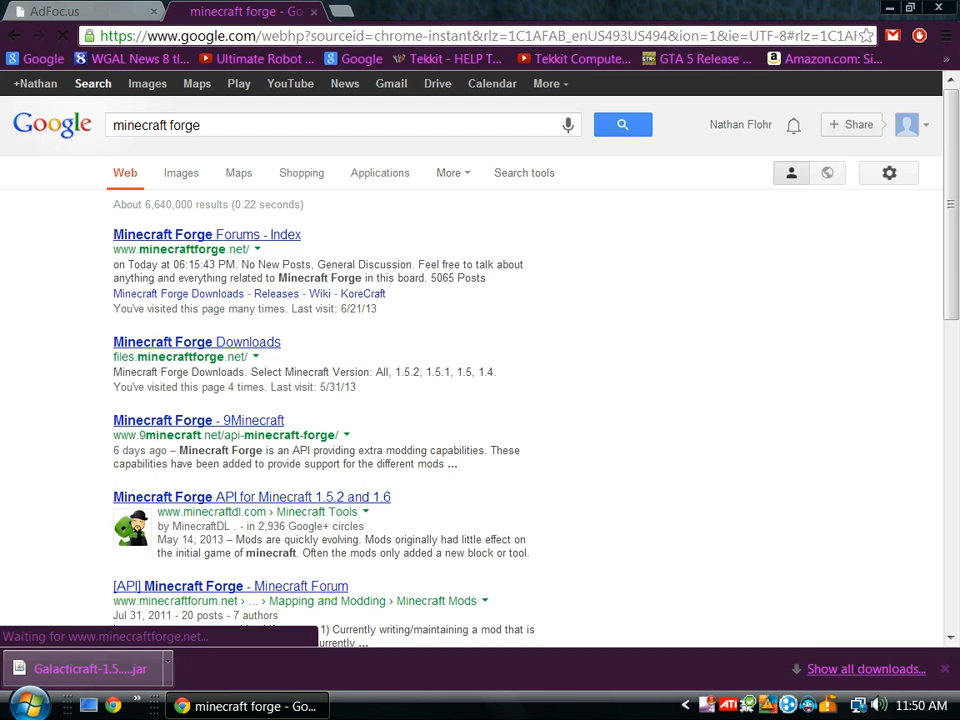 AdFoc.us
minecraft forge - Go...
https://www.google.com/webhp?sourceid=chrome-instant&rlz=1C1AFAB_enUS493US494&ion=1&ie=UTF-8#rlz=1C1AF
Google WGAL News 8 tl... Ultimate Robot ... Google Tekkit - HELP T... Tekkit Compute... GTA 5 Release ... Amazon.com: Si... »
+Nathan Search Images Maps Play YouTube News Gmail Drive Calendar More
Google minecraft forge Nathan Flohr + Share
Web Images Maps Shopping Applications More Search tools
About 6,640,000 results (0.22 seconds)
Minecraft Forge Forums - Index
www.minecraftforge.net/
on Today at 06:15:43 PM. No New Posts, General Discussion. Feel free to talk about
anything and everything related to Minecraft Forge in this board. 5065 Posts
Minecraft Forge Downloads - Releases - Wiki - KoreCraft
You've visited this page many times. Last visit: 6/21/13
Minecraft Forge Downloads
files.minecraftforge.net/
Minecraft Forge Downloads. Select Minecraft Version: All, 1.5.2, 1.5.1, 1.5, 1.4.
You've visited this page 4 times. Last visit: 5/31/13
Minecraft Forge - 9Minecraft
www.9minecraft.net/api-minecraft-forge/
6 days ago – Minecraft Forge is an API providing extra modding capabilities. These
capabilities have been added to provide support for the different mods ...
Minecraft Forge API for Minecraft 1.5.2 and 1.6
www.minecraftdl.com › Minecraft Tools
by MinecraftDL . - in 2,936 Google+ circles
May 14, 2013 – Mods are quickly evolving. Mods originally had little effect on
the initial game of minecraft. Often the mods only added a new block or tool.
[API] Minecraft Forge - Minecraft Forum
www.minecraftforum.net › ... › Mapping and Modding › Minecraft Mods
Jul 31, 2011 - 20 posts - 7 authors
1) Currently writing/maintaining a mod that is
currently ...
Waiting for www.minecraftforge.net...
Galacticraft-1.5.....jar Show all downloads...
» minecraft forge - Go... ATI 11:50 AM